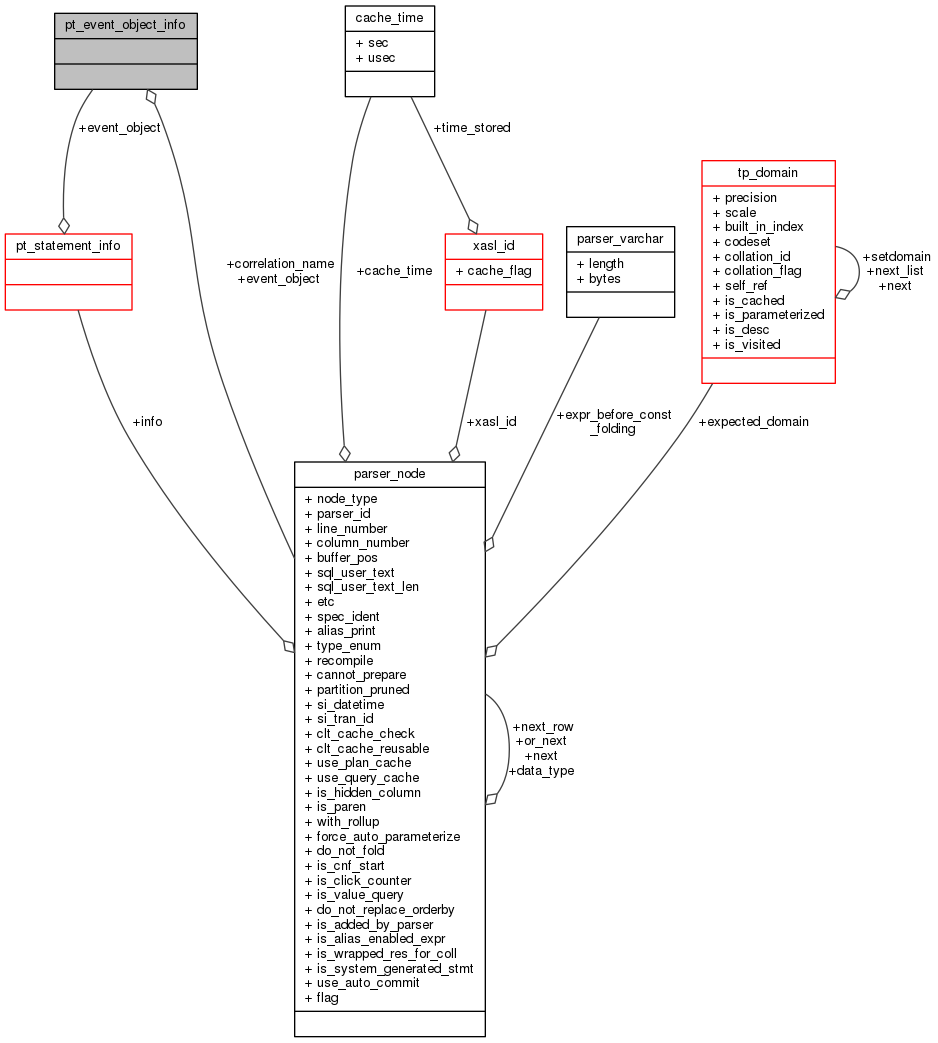 pt_event_object_info
cache_time
+ sec
+ usec
+event_object
+time_stored
tp_domain
+ precision
+ scale
+ built_in_index
+ codeset
+ collation_id
+ collation_flag
+ self_ref
+ is_cached
+ is_parameterized
+ is_desc
+ is_visited
+setdomain
+next_list
+next
pt_statement_info
+correlation_name
+event_object
+cache_time
xasl_id
+ cache_flag
parser_varchar
+ length
+ bytes
+info
+xasl_id
+expr_before_const
_folding
+expected_domain
parser_node
+ node_type
+ parser_id
+ line_number
+ column_number
+ buffer_pos
+ sql_user_text
+ sql_user_text_len
+ etc
+ spec_ident
+ alias_print
+ type_enum
+ recompile
+ cannot_prepare
+ partition_pruned
+ si_datetime
+ si_tran_id
+ clt_cache_check
+ clt_cache_reusable
+ use_plan_cache
+ use_query_cache
+ is_hidden_column
+ is_paren
+ with_rollup
+ force_auto_parameterize
+ do_not_fold
+ is_cnf_start
+ is_click_counter
+ is_value_query
+ do_not_replace_orderby
+ is_added_by_parser
+ is_alias_enabled_expr
+ is_wrapped_res_for_coll
+ is_system_generated_stmt
+ use_auto_commit
+ flag
+next_row
+or_next
+next
+data_type